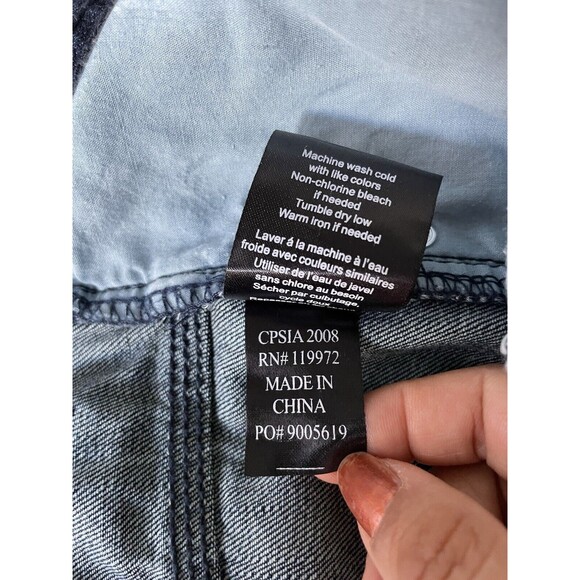 Machine wash cold
with like colors
Non-chlorine bleach
if needed
Tumble dry low
Warm iron if needed
Laver á la machine à l'eau
froide avec couleurs similaires
Utiliser de l'eau de javel
sans chlore au besoin
Sécher par culbutage,
cycle doux
CPSIA 2008
RN# 119972
MADE IN
CHINA
PO# 9005619